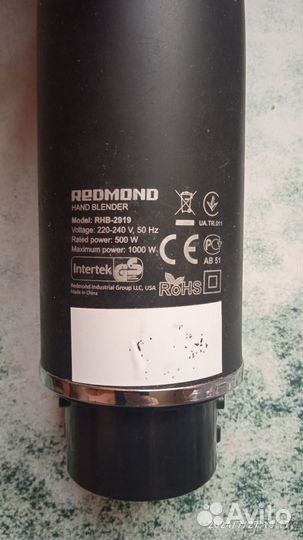 REDMOND
HAND BLENDER
Model: RHB-2919
Voltage: 220-240 V, 50 Hz
Rated power: 500 W
Maximum power: 1000 W
UA.TR.011
Intertek GS
CE
AB 51
Redmond Industrial Group LLC, USA
Made in China
RoHS
Avito